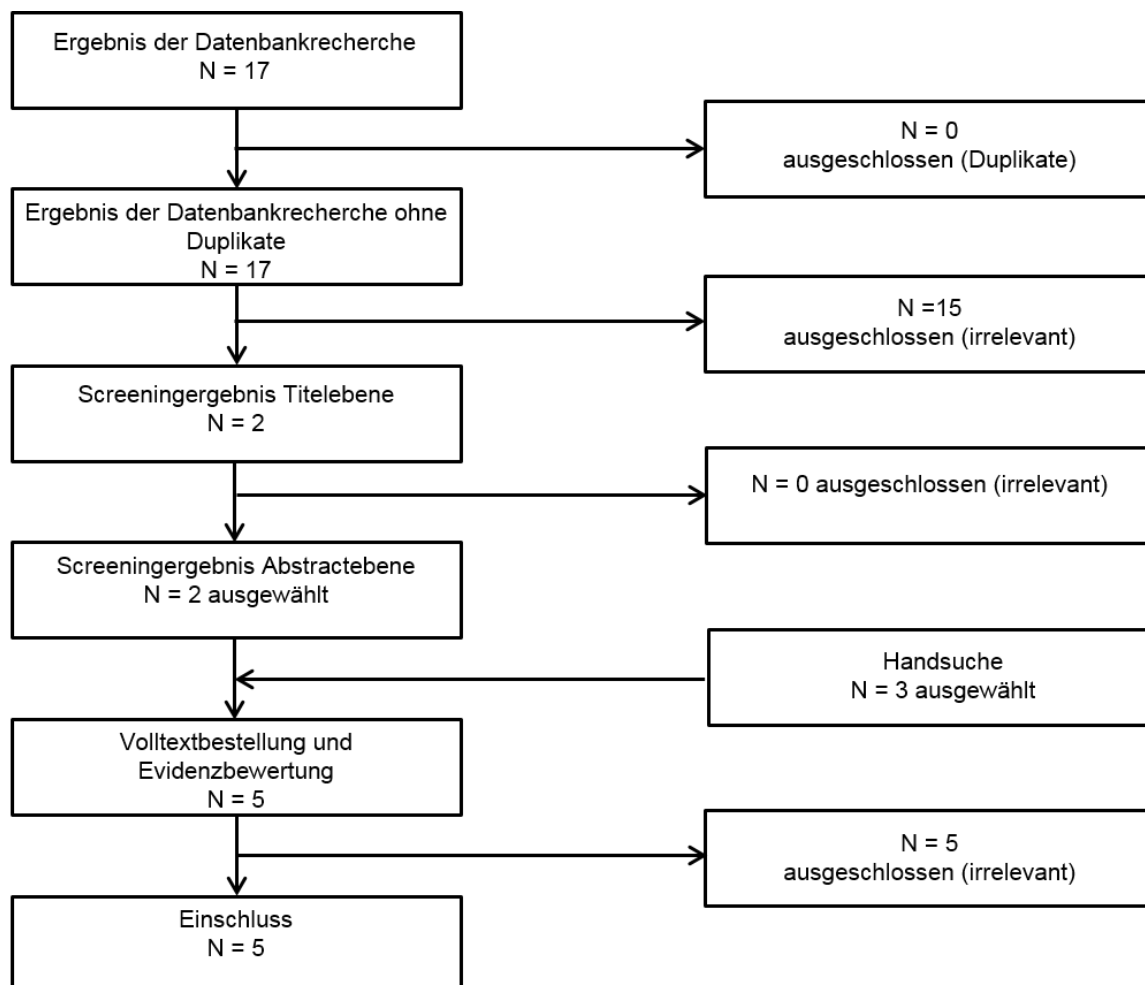 Ergebnis der Datenbankrecherche
N = 17
N = 0
ausgeschlossen (Duplikate)
Ergebnis der Datenbankrecherche ohne
Duplikate
N = 17
N =15
ausgeschlossen (irrelevant)
Screeningergebnis Titelebene
N = 2
N = 0 ausgeschlossen (irrelevant)
Screeningergebnis Abstractebene
N = 2 ausgewählt
Handsuche
N = 3 ausgewählt
Volltextbestellung und
Evidenzbewertung
N = 5
N = 5
ausgeschlossen (irrelevant)
Einschluss
N = 5